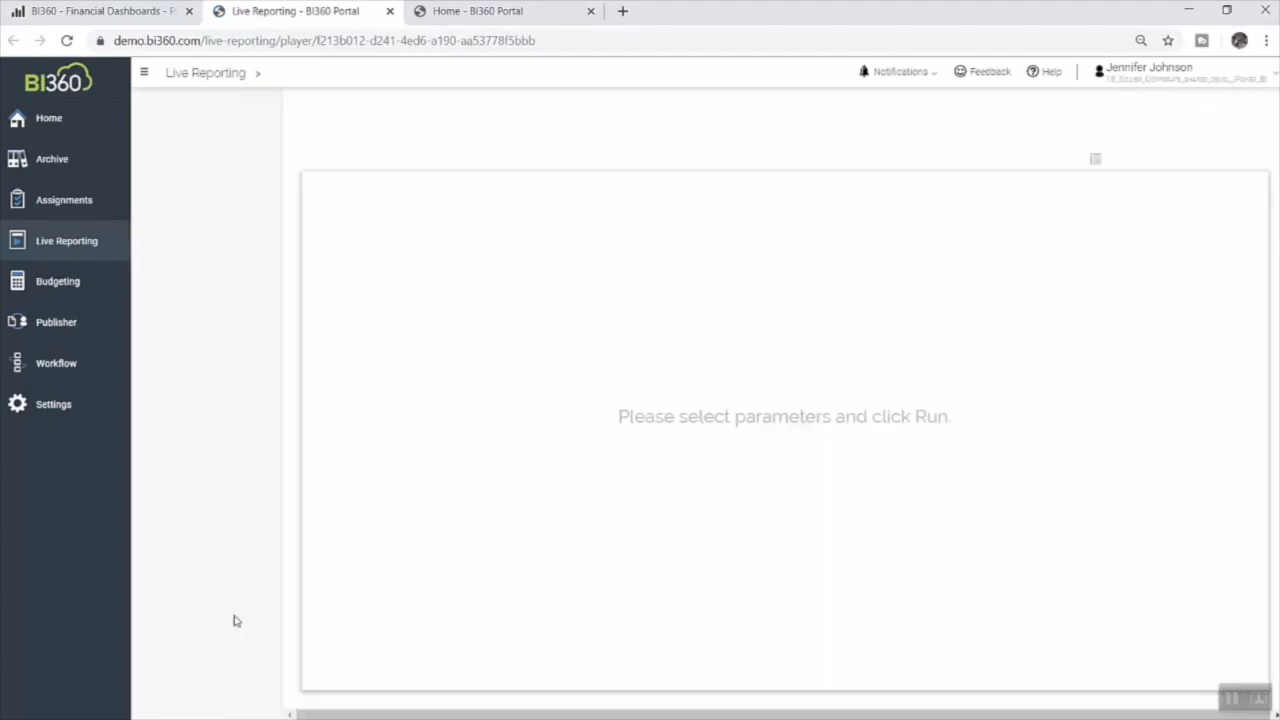 BI360 - Financial Dashboards - P
Live Reporting - BI360 Portal
Home - BI360 Portal
demo.bi360.com/live-reporting/player/f213b012-d241-4ed6-a190-aa53778f5bbb
BI360
Live Reporting >
Notifications
Feedback
Help
Jennifer Johnson
Home
Archive
Assignments
Live Reporting
Budgeting
Publisher
Workflow
Settings
Please select parameters and click Run.